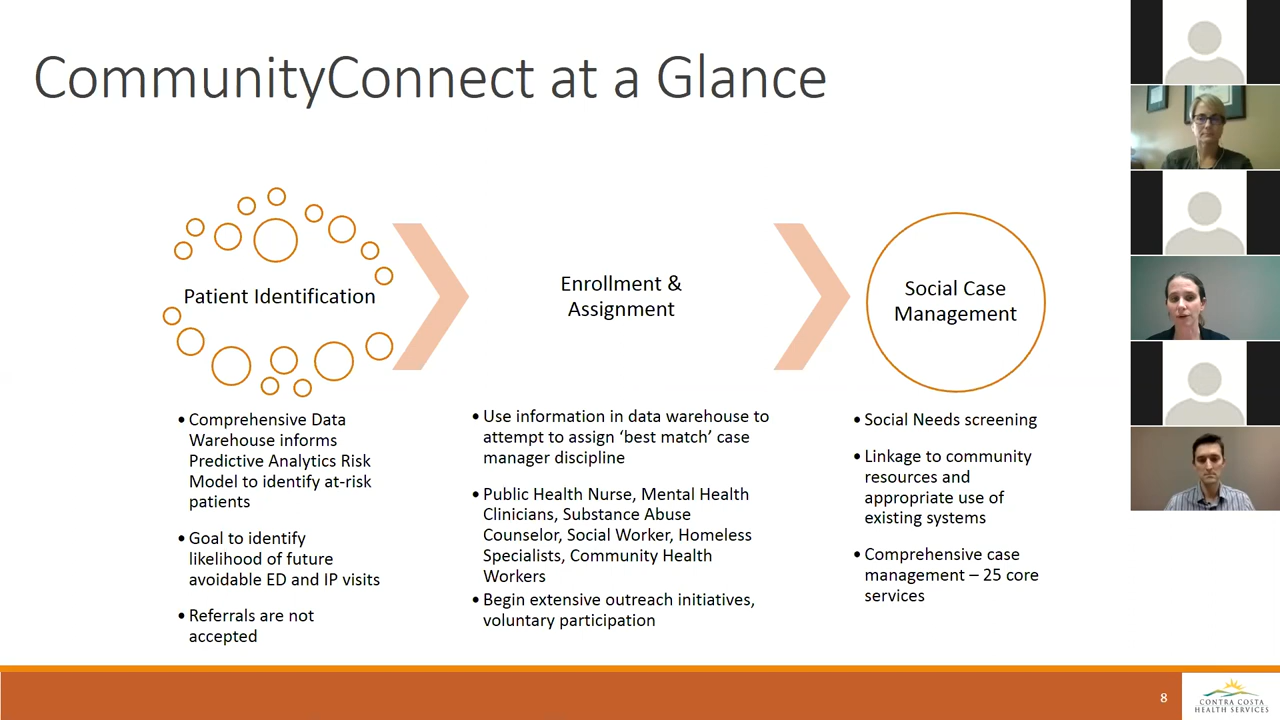 CommunityConnect at a Glance
Patient Identification
• Comprehensive Data
Warehouse informs
Predictive Analytics Risk
Model to identify at-risk
patients
• Goal to identify
likelihood of future
avoidable ED and IP visits
• Referrals are not
accepted
Enrollment &
Assignment
• Use information in data warehouse to
attempt to assign ‘best match’ case
manager discipline
• Public Health Nurse, Mental Health
Clinicians, Substance Abuse
Counselor, Social Worker, Homeless
Specialists, Community Health
Workers
• Begin extensive outreach initiatives,
voluntary participation
Social Case
Management
• Social Needs screening
• Linkage to community
resources and
appropriate use of
existing systems
• Comprehensive case
management – 25 core
services
8
CONTRA COSTA
HEALTH SERVICES